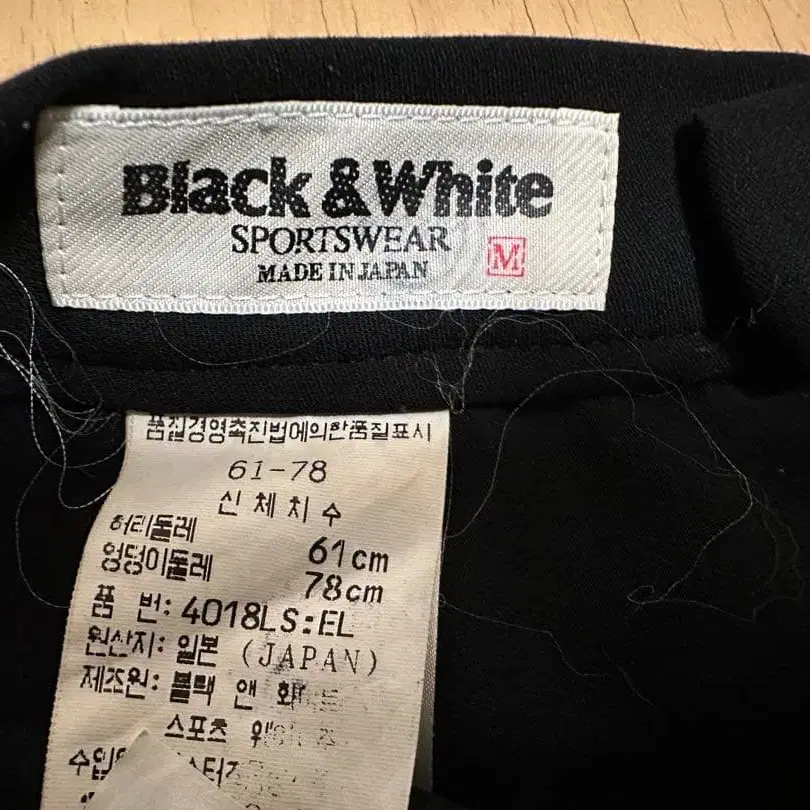 Black & White
SPORTSWEAR
MADE IN JAPAN
M
품질경영촉진법에의한품질표시
61-78
신체치수
허리둘레 61cm
엉덩이둘레 78cm
품 번: 4018LS:EL
원산지: 일본 (JAPAN)
제조원: 블랙 앤
스포츠